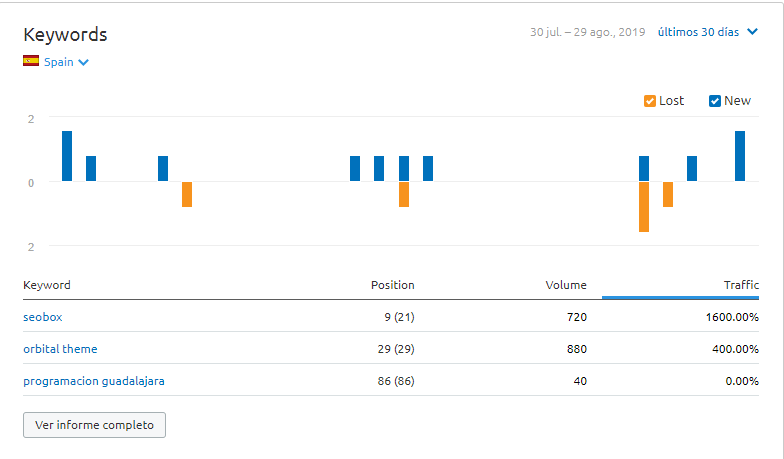 Keywords
30 jul. – 29 ago., 2019 últimos 30 días
Spain
Lost New
2
0
2
Keyword Position Volume Traffic
seobox 9 (21) 720 1600.00%
orbital theme 29 (29) 880 400.00%
programacion guadalajara 86 (86) 40 0.00%
Ver informe completo